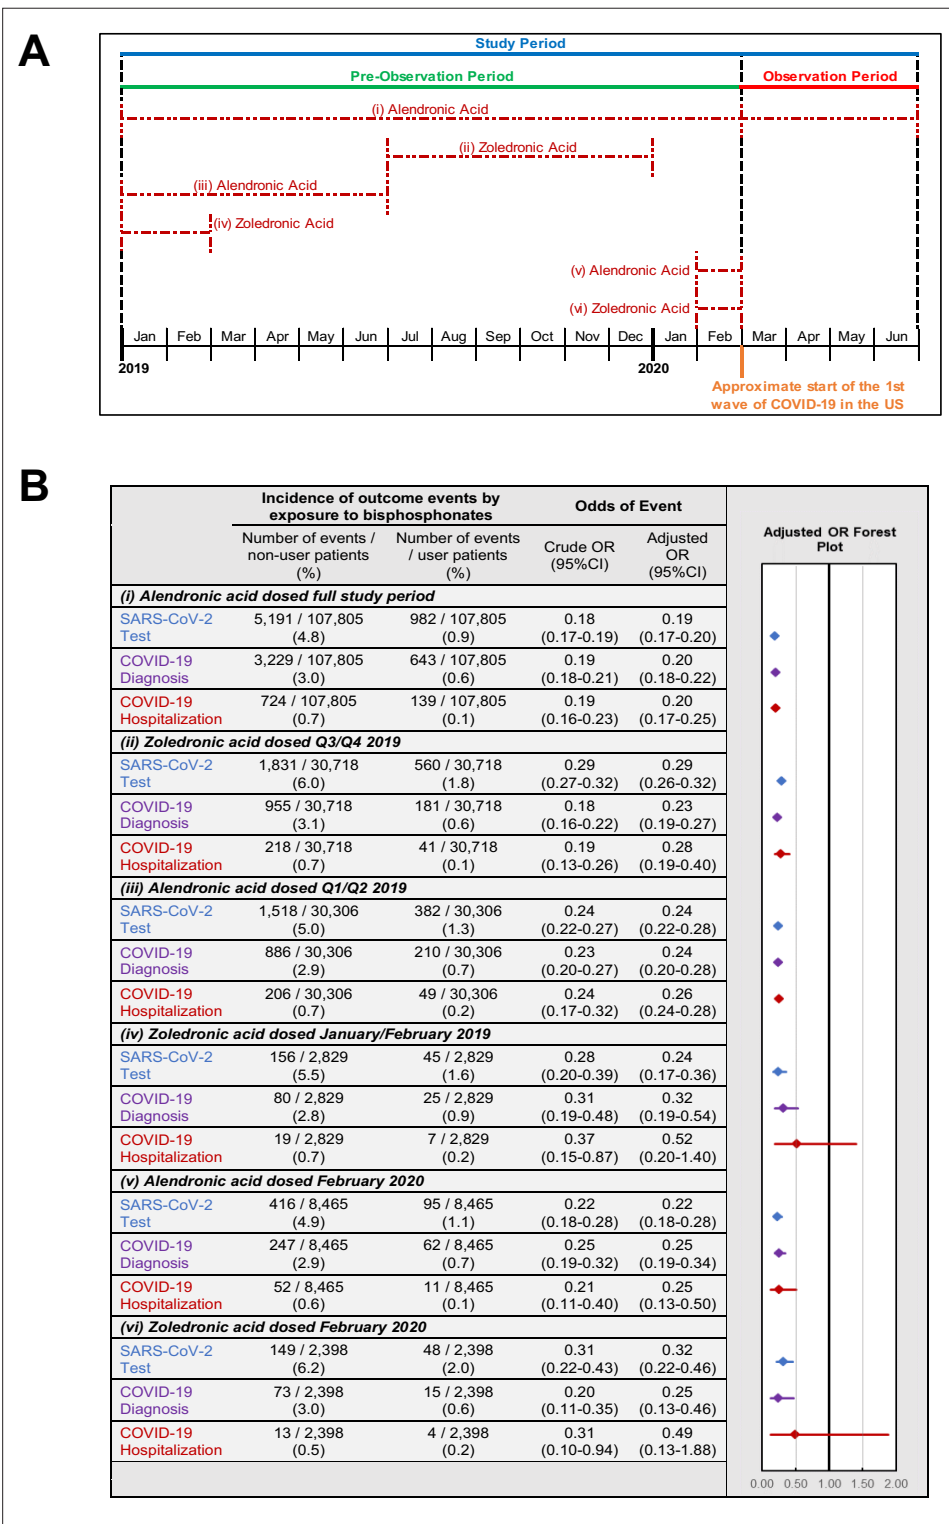 A
Study Period
Pre-Observation Period
Observation Period
(i) Alendronic Acid
(ii) Zoledronic Acid
(iii) Alendronic Acid
(iv) Zoledronic Acid
(v) Alendronic Acid
(vi) Zoledronic Acid
Jan Feb Mar Apr May Jun Jul Aug Sep Oct Nov Dec Jan Feb Mar Apr May Jun
2019 2020
Approximate start of the 1st
wave of COVID-19 in the US
B
Incidence of outcome events by
exposure to bisphosphonates
Odds of Event
Number of events /
non-user patients
(%)
Number of events
/ user patients
(%)
Crude OR
(95%CI)
Adjusted
OR
(95%CI)
Adjusted OR Forest
Plot
(i) Alendronic acid dosed full study period
SARS-CoV-2 5,191 / 107,805 982 / 107,805 0.18 0.19
Test (4.8) (0.9) (0.17-0.19) (0.17-0.20)
COVID-19 3,229 / 107,805 643 / 107,805 0.19 0.20
Diagnosis (3.0) (0.6) (0.18-0.21) (0.18-0.22)
COVID-19 724 / 107,805 139 / 107,805 0.19 0.20
Hospitalization (0.7) (0.1) (0.16-0.23) (0.17-0.25)
(ii) Zoledronic acid dosed Q3/Q4 2019
SARS-CoV-2 1,831 / 30,718 560 / 30,718 0.29 0.29
Test (6.0) (1.8) (0.27-0.32) (0.26-0.32)
COVID-19 955 / 30,718 181 / 30,718 0.18 0.23
Diagnosis (3.1) (0.6) (0.16-0.22) (0.19-0.27)
COVID-19 218 / 30,718 41 / 30,718 0.19 0.28
Hospitalization (0.7) (0.1) (0.13-0.26) (0.19-0.40)
(iii) Alendronic acid dosed Q1/Q2 2019
SARS-CoV-2 1,518 / 30,306 382 / 30,306 0.24 0.24
Test (5.0) (1.3) (0.22-0.27) (0.22-0.28)
COVID-19 886 / 30,306 210 / 30,306 0.23 0.24
Diagnosis (2.9) (0.7) (0.20-0.27) (0.20-0.28)
COVID-19 206 / 30,306 49 / 30,306 0.24 0.26
Hospitalization (0.7) (0.2) (0.17-0.32) (0.24-0.28)
(iv) Zoledronic acid dosed January/February 2019
SARS-CoV-2 156 / 2,829 45 / 2,829 0.28 0.24
Test (5.5) (1.6) (0.20-0.39) (0.17-0.36)
COVID-19 80 / 2,829 25 / 2,829 0.31 0.32
Diagnosis (2.8) (0.9) (0.19-0.48) (0.19-0.54)
COVID-19 19 / 2,829 7 / 2,829 0.37 0.52
Hospitalization (0.7) (0.2) (0.15-0.87) (0.20-1.40)
(v) Alendronic acid dosed February 2020
SARS-CoV-2 416 / 8,465 95 / 8,465 0.22 0.22
Test (4.9) (1.1) (0.18-0.28) (0.18-0.28)
COVID-19 247 / 8,465 62 / 8,465 0.25 0.25
Diagnosis (2.9) (0.7) (0.19-0.32) (0.19-0.34)
COVID-19 52 / 8,465 11 / 8,465 0.21 0.25
Hospitalization (0.6) (0.1) (0.11-0.40) (0.13-0.50)
(vi) Zoledronic acid dosed February 2020
SARS-CoV-2 149 / 2,398 48 / 2,398 0.31 0.32
Test (6.2) (2.0) (0.22-0.43) (0.22-0.46)
COVID-19 73 / 2,398 15 / 2,398 0.20 0.25
Diagnosis (3.0) (0.6) (0.11-0.35) (0.13-0.46)
COVID-19 13 / 2,398 4 / 2,398 0.31 0.49
Hospitalization (0.5) (0.2) (0.10-0.94) (0.13-1.88)
0.00 0.50 1.00 1.50 2.00